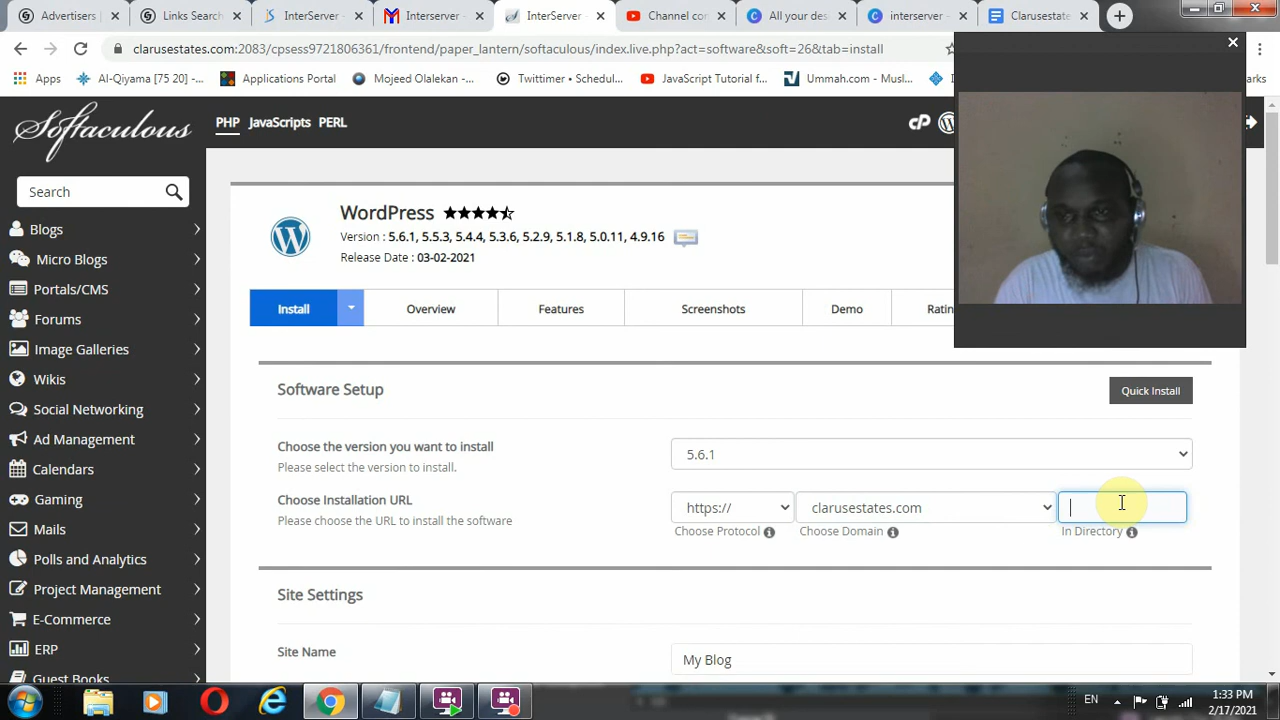 Advertisers |
Links Searc
InterServer -
Interserver -
InterServer -
Channel co
All your des
interserver
Clarusestate
clarusestates.com:2083/cpsess9721806361/frontend/paper_lantern/softaculous/index.live.php?act=software&soft=26&tab=install
Apps
Al-Qiyama [75 20] -...
Applications Portal
Mojeed Olalekan -...
Twittimer • Schedul...
JavaScript Tutorial f...
Ummah.com - Musl...
Softaculous
PHP JavaScripts PERL
cP
Search
Blogs
Micro Blogs
Portals/CMS
Forums
Image Galleries
Wikis
Social Networking
Ad Management
Calendars
Gaming
Mails
Polls and Analytics
Project Management
E-Commerce
ERP
Guest Books
WordPress
Version : 5.6.1, 5.5.3, 5.4.4, 5.3.6, 5.2.9, 5.1.8, 5.0.11, 4.9.16
Release Date : 03-02-2021
Install
Overview
Features
Screenshots
Demo
Software Setup
Quick Install
Choose the version you want to install
Please select the version to install.
5.6.1
Choose Installation URL
Please choose the URL to install the software
https://
clarusestates.com
Choose Protocol
Choose Domain
In Directory
Site Settings
Site Name
My Blog
EN
1:33 PM
2/17/2021